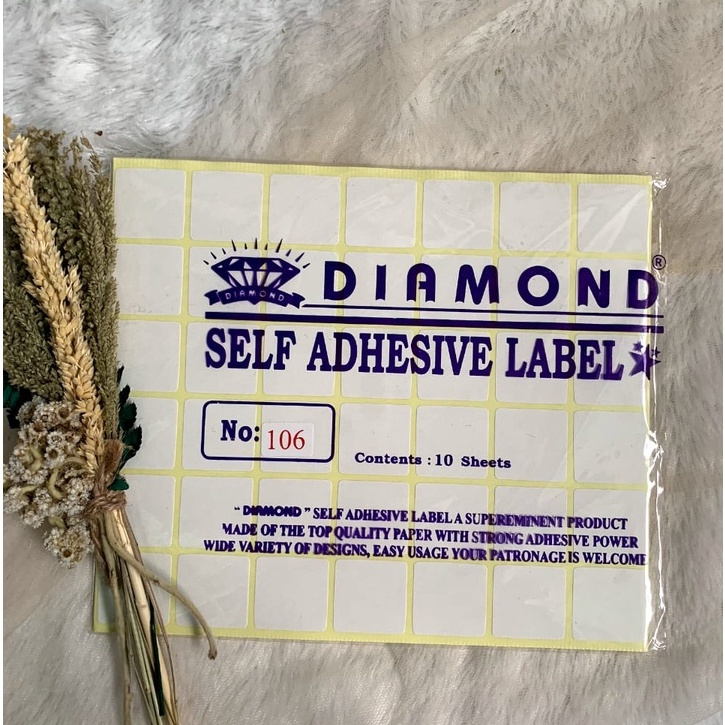 DIAMOND
DIAMOND®
SELF ADHESIVE LABEL
No: 106
Contents : 10 Sheets
“ DIAMOND ” SELF ADHESIVE LABEL A SUPEREMINENT PRODUCT
MADE OF THE TOP QUALITY PAPER WITH STRONG ADHESIVE POWER
WIDE VARIETY OF DESIGNS, EASY USAGE YOUR PATRONAGE IS WELCOME